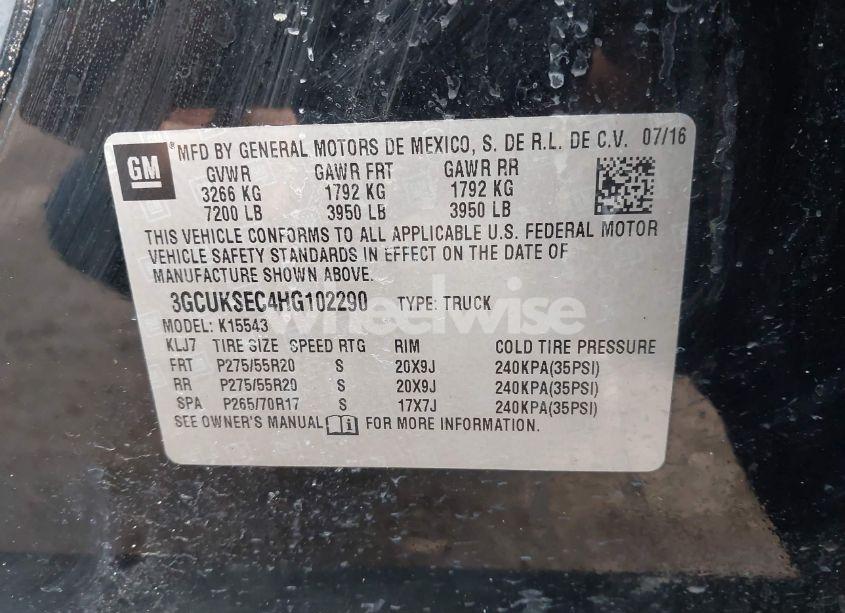 GM
® MFD BY GENERAL MOTORS DE MEXICO, S. DE R.L. DE C.V. 07/16
GVWR GAWR FRT GAWR RR
3266 KG 1792 KG 1792 KG
7200 LB 3950 LB 3950 LB
THIS VEHICLE CONFORMS TO ALL APPLICABLE U.S. FEDERAL MOTOR
VEHICLE SAFETY STANDARDS IN EFFECT ON THE DATE OF
MANUFACTURE SHOWN ABOVE.
3GCUKSEC4HG102290 TYPE: TRUCK
wheelwise
MODEL: K15543
KLJ7 TIRE SIZE SPEED RTG RIM COLD TIRE PRESSURE
FRT P275/55R20 S 20X9J 240KPA(35PSI)
RR P275/55R20 S 20X9J 240KPA(35PSI)
SPA P265/70R17 S 17X7J 240KPA(35PSI)
SEE OWNER'S MANUAL FOR MORE INFORMATION.